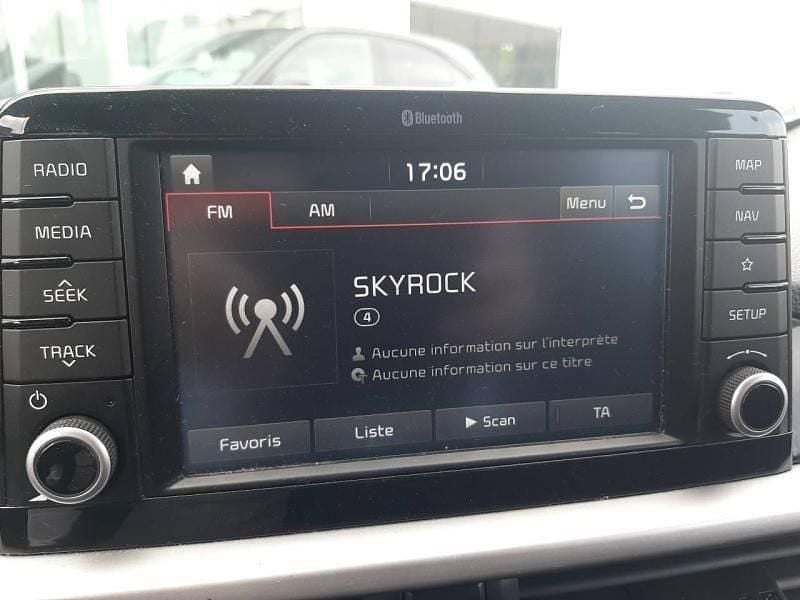 Bluetooth
RADIO
MEDIA
SEEK
TRACK
17:06
FM AM Menu
SKYROCK
4
Aucune information sur l'interprète
Aucune information sur ce titre
Favoris Liste Scan TA
MAP
NAV
SETUP